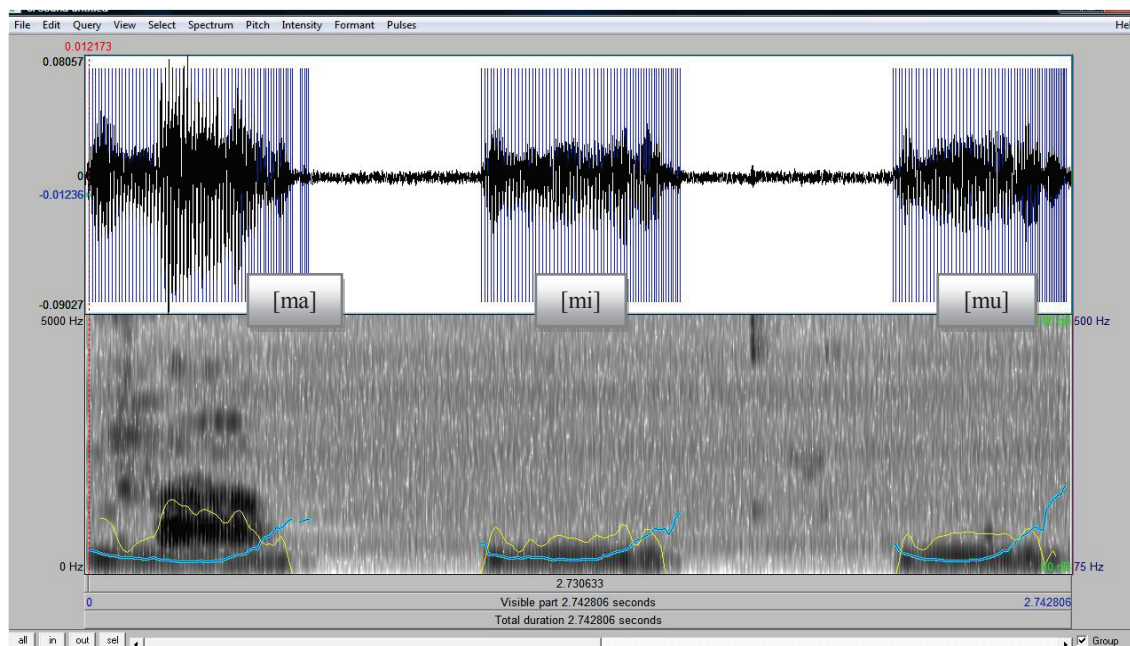 File Edit Query View Select Spectrum Pitch Intensity Formant Pulses
0.012173
0.08057
0
-0.01236
-0.09027
[ma] [mi] [mu]
5000 Hz 500 Hz
0 Hz 75 Hz
2.730633
0 Visible part 2.742806 seconds 2.742806
Total duration 2.742806 seconds
all in out sel Group